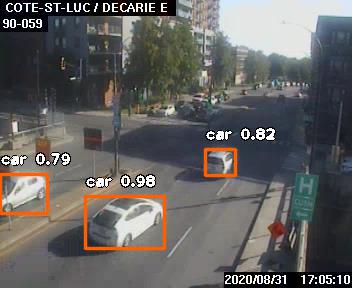 COTE-ST-LUC / DECARIE E
90-059
car 0.82
car 0.79
car 0.98
H
CUSM
2020/08/31 17:05:10